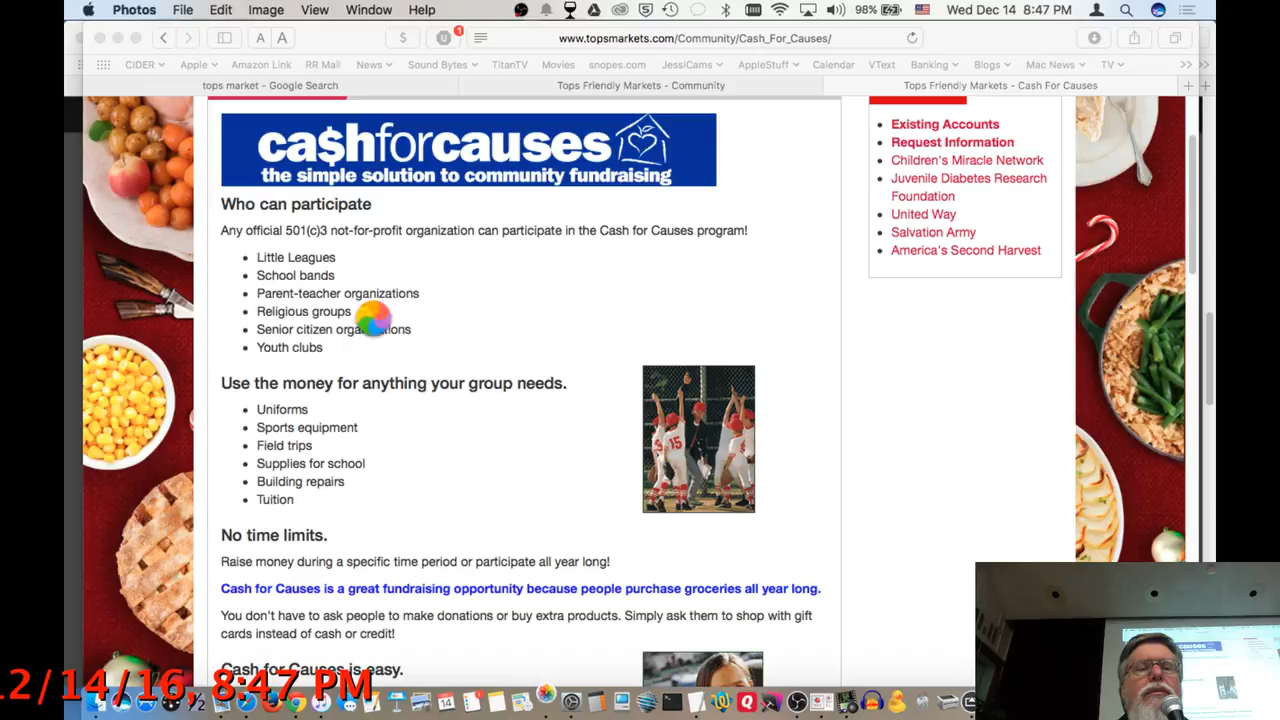 Photos File Edit Image View Window Help 98% Wed Dec 14 8:47 PM
A A $ 1 www.topsmarkets.com/Community/Cash_For_Causes/
CIDER Apple Amazon Link RR Mail News Sound Bytes TitanTV Movies snopes.com JessiCams AppleStuff Calendar VText Banking Blogs Mac News TV
tops market - Google Search Tops Friendly Markets - Community Tops Friendly Markets - Cash For Causes
ca$hforcauses
the simple solution to community fundraising
Who can participate
Any official 501(c)3 not-for-profit organization can participate in the Cash for Causes program!
• Little Leagues
• School bands
• Parent-teacher organizations
• Religious groups
• Senior citizen organizations
• Youth clubs
Use the money for anything your group needs.
• Uniforms
• Sports equipment
• Field trips
• Supplies for school
• Building repairs
• Tuition
No time limits.
Raise money during a specific time period or participate all year long!
Cash for Causes is a great fundraising opportunity because people purchase groceries all year long.
You don't have to ask people to make donations or buy extra products. Simply ask them to shop with gift
cards instead of cash or credit!
Cash for Causes is easy.
• Existing Accounts
• Request Information
• Children's Miracle Network
• Juvenile Diabetes Research
Foundation
• United Way
• Salvation Army
• America's Second Harvest
15
12/14/16, 8:47 PM